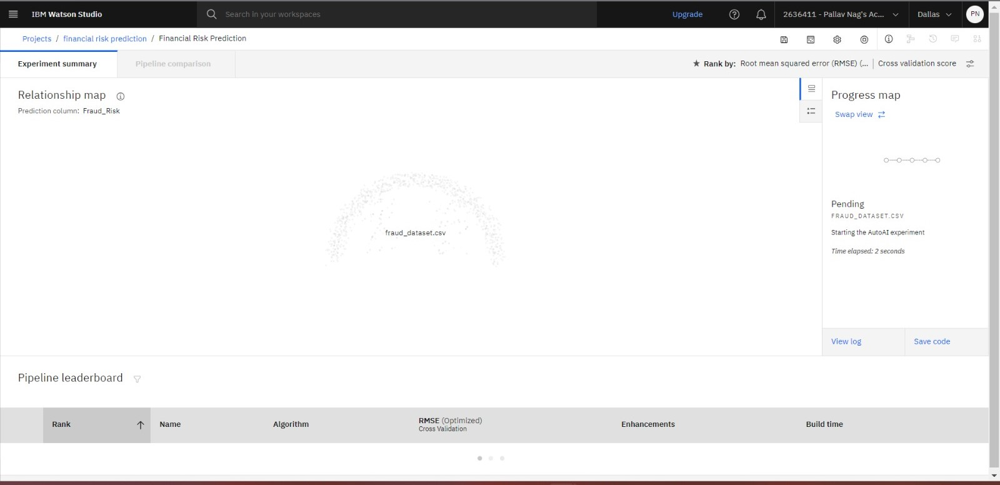 IBM Watson Studio
Search in your workspaces
Upgrade
2636411 - Pallav Nag's Ac...
Dallas
PN
Projects / financial risk prediction / Financial Risk Prediction
Experiment summary
Pipeline comparison
Rank by: Root mean squared error (RMSE) (... | Cross validation score
Relationship map
Prediction column: Fraud_Risk
fraud_dataset.csv
Progress map
Swap view
Pending
FRAUD_DATASET.CSV
Starting the AutoAI experiment
Time elapsed: 2 seconds
View log
Save code
Pipeline leaderboard
Rank
Name
Algorithm
RMSE (Optimized)
Cross Validation
Enhancements
Build time